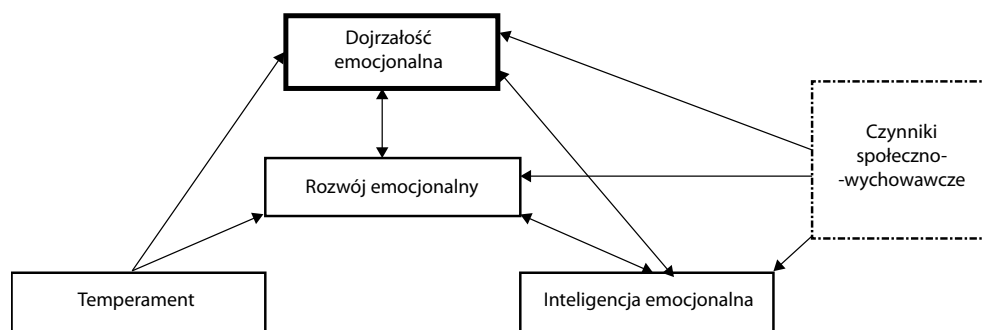 Dojrzałość
emocjonalna
Czynniki
społeczno-
-wychowawcze
Rozwój emocjonalny
Temperament
Inteligencja emocjonalna